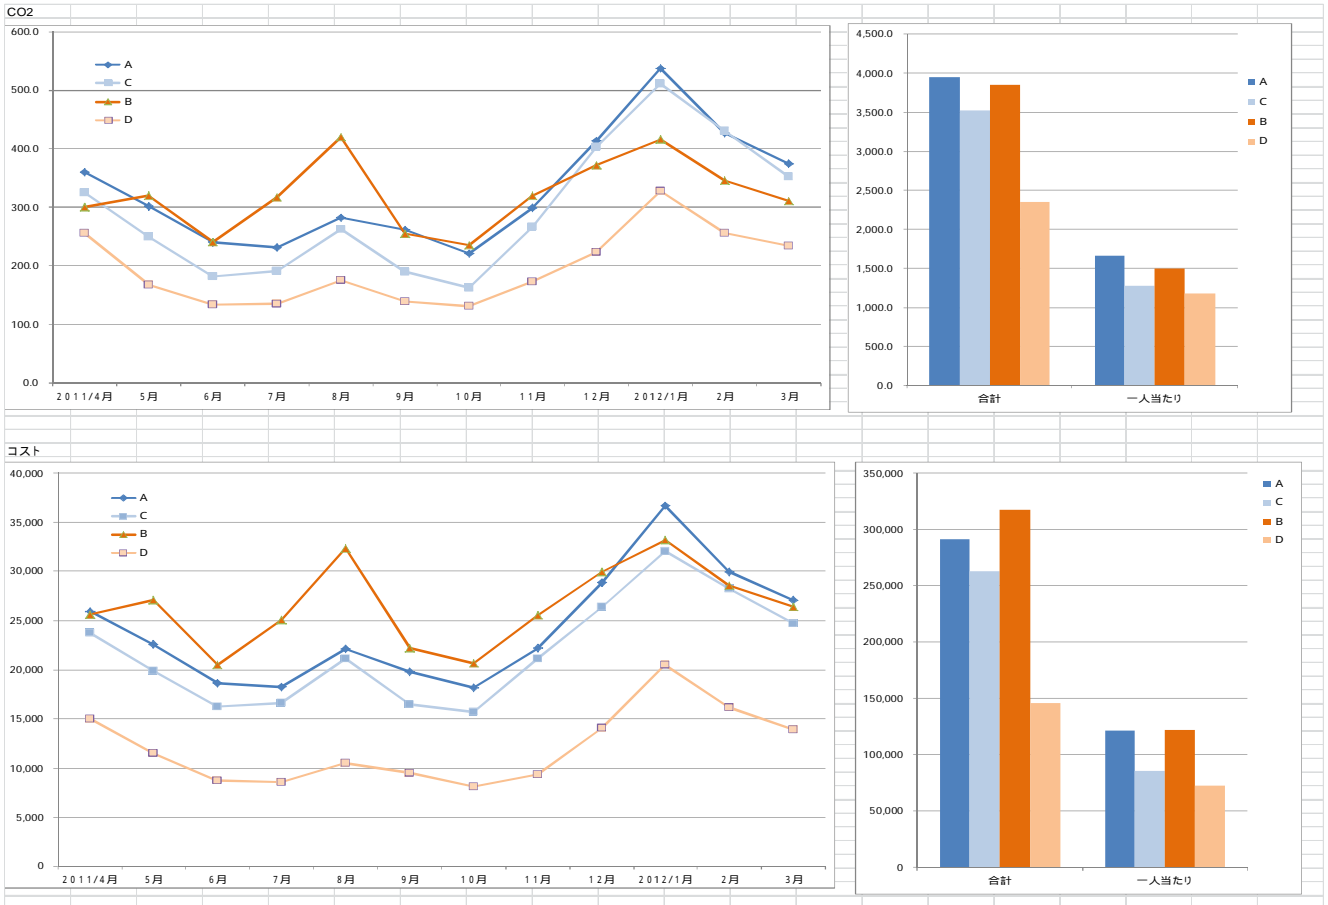 CO2
600.0
500.0
400.0
300.0
200.0
100.0
0.0
A
C
B
D
2011/4月 5月 6月 7月 8月 9月 10月 11月 12月 2012/1月 2月 3月
4,500.0
4,000.0
3,500.0
3,000.0
2,500.0
2,000.0
1,500.0
1,000.0
500.0
0.0
A
C
B
D
合計 一人当たり
コスト
40,000
35,000
30,000
25,000
20,000
15,000
10,000
5,000
0
A
C
B
D
2011/4月 5月 6月 7月 8月 9月 10月 11月 12月 2012/1月 2月 3月
350,000
300,000
250,000
200,000
150,000
100,000
50,000
0
A
C
B
D
合計 一人当たり